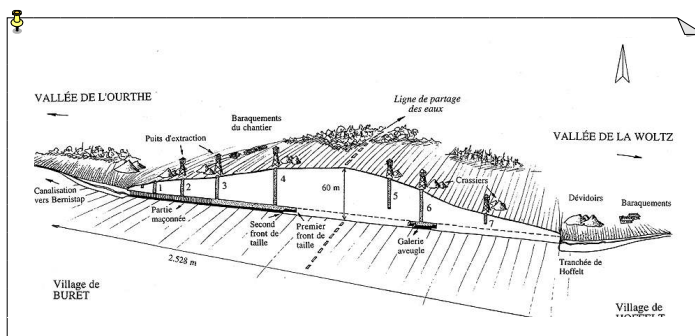 VALLÉE DE L'OURTHE
Ligne de partage
des eaux
Baraquements
du chantier
Puits d'extraction
VALLÉE DE LA WOLTZ
Crassiers
Dévidoirs
Baraquements
1
2
3
4
5
6
7
60 m
Canalisation
vers Bernistap
Partie
maçonnée
Second
front de
taille
Premier
front de
taille
Galerie
aveugle
Tranchée de
Hoffelt
2.528 m
Village de
BURET
Village de
HOFFELT